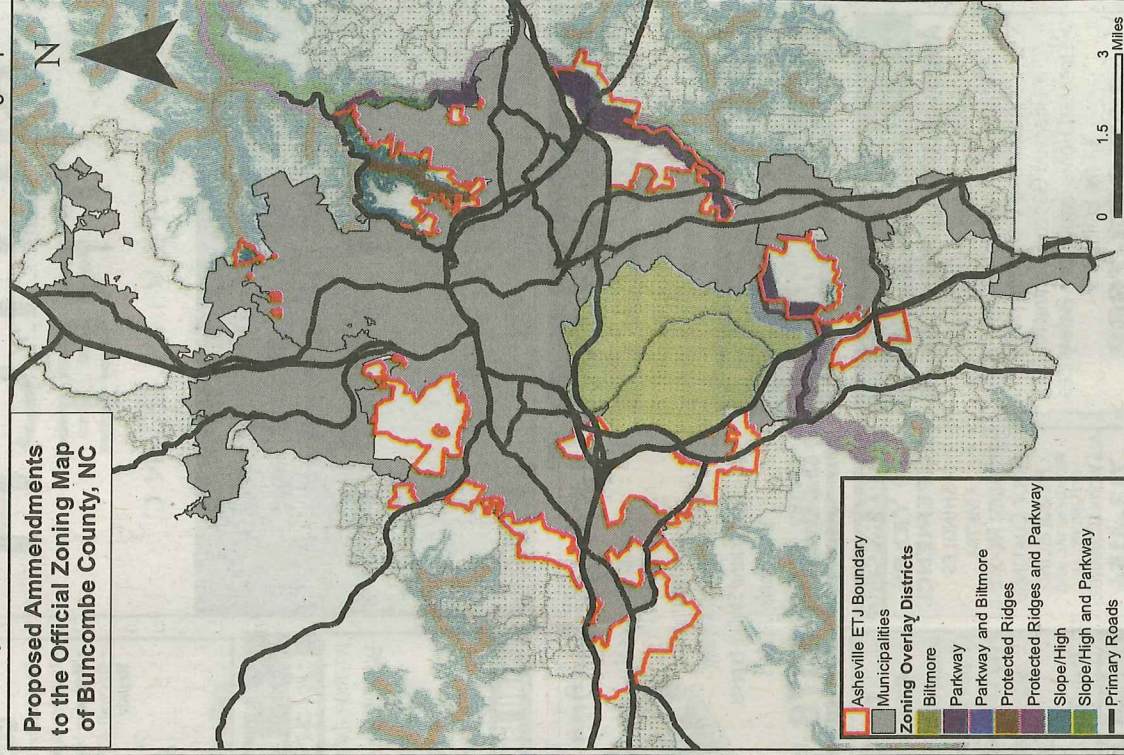 Proposed Ammendments
to the Official Zoning Map
of Buncombe County, NC
N
Asheville ETJ Boundary
Municipalities
Zoning Overlay Districts
Biltmore
Parkway
Parkway and Biltmore
Protected Ridges
Protected Ridges and Parkway
Slope/High
Slope/High and Parkway
Primary Roads
0 1.5 3
Miles